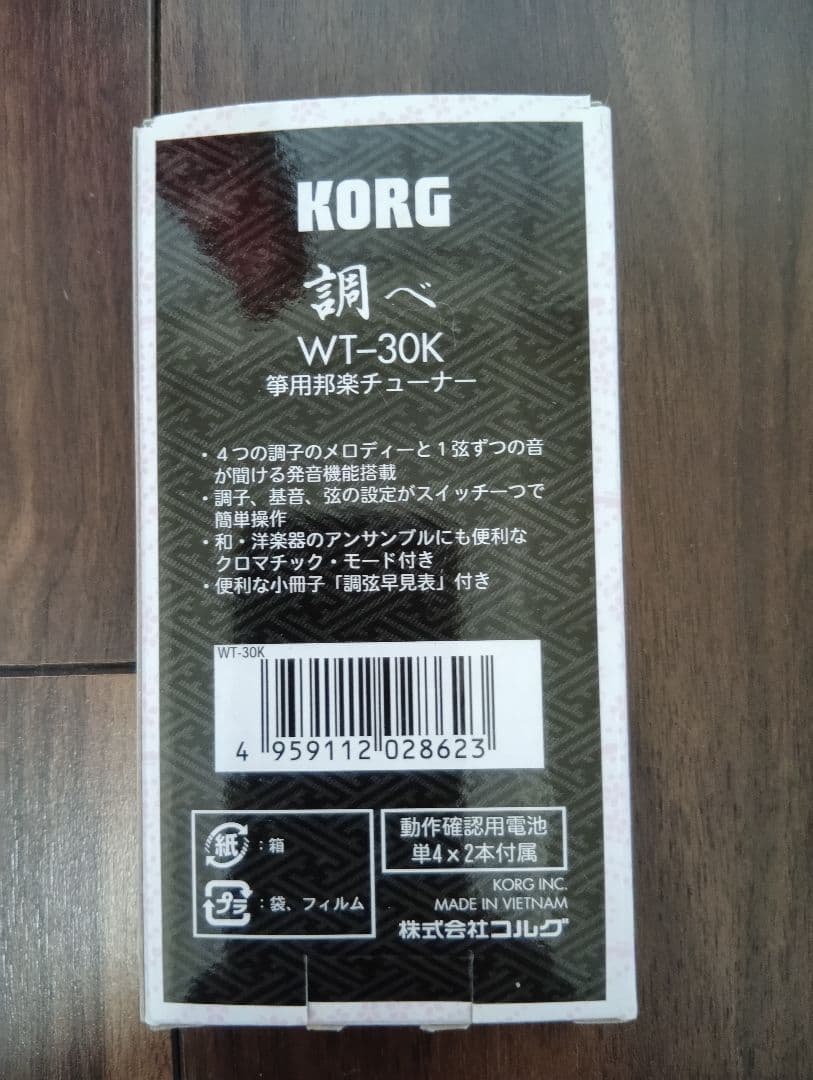 KORG
調べ
WT-30K
箏用邦楽チューナー
・4つの調子のメロディーと1弦ずつの音
が聞ける発音機能搭載
・調子、基音、弦の設定がスイッチ一つで
簡単操作
・和・洋楽器のアンサンブルにも便利な
クロマチック・モード付き
・便利な小冊子「調弦早見表」付き
WT-30K
4 959112 028623
紙:箱
プラ:袋、フィルム
動作確認用電池
単4×2本付属
KORG INC.
MADE IN VIETNAM
株式会社コルグ